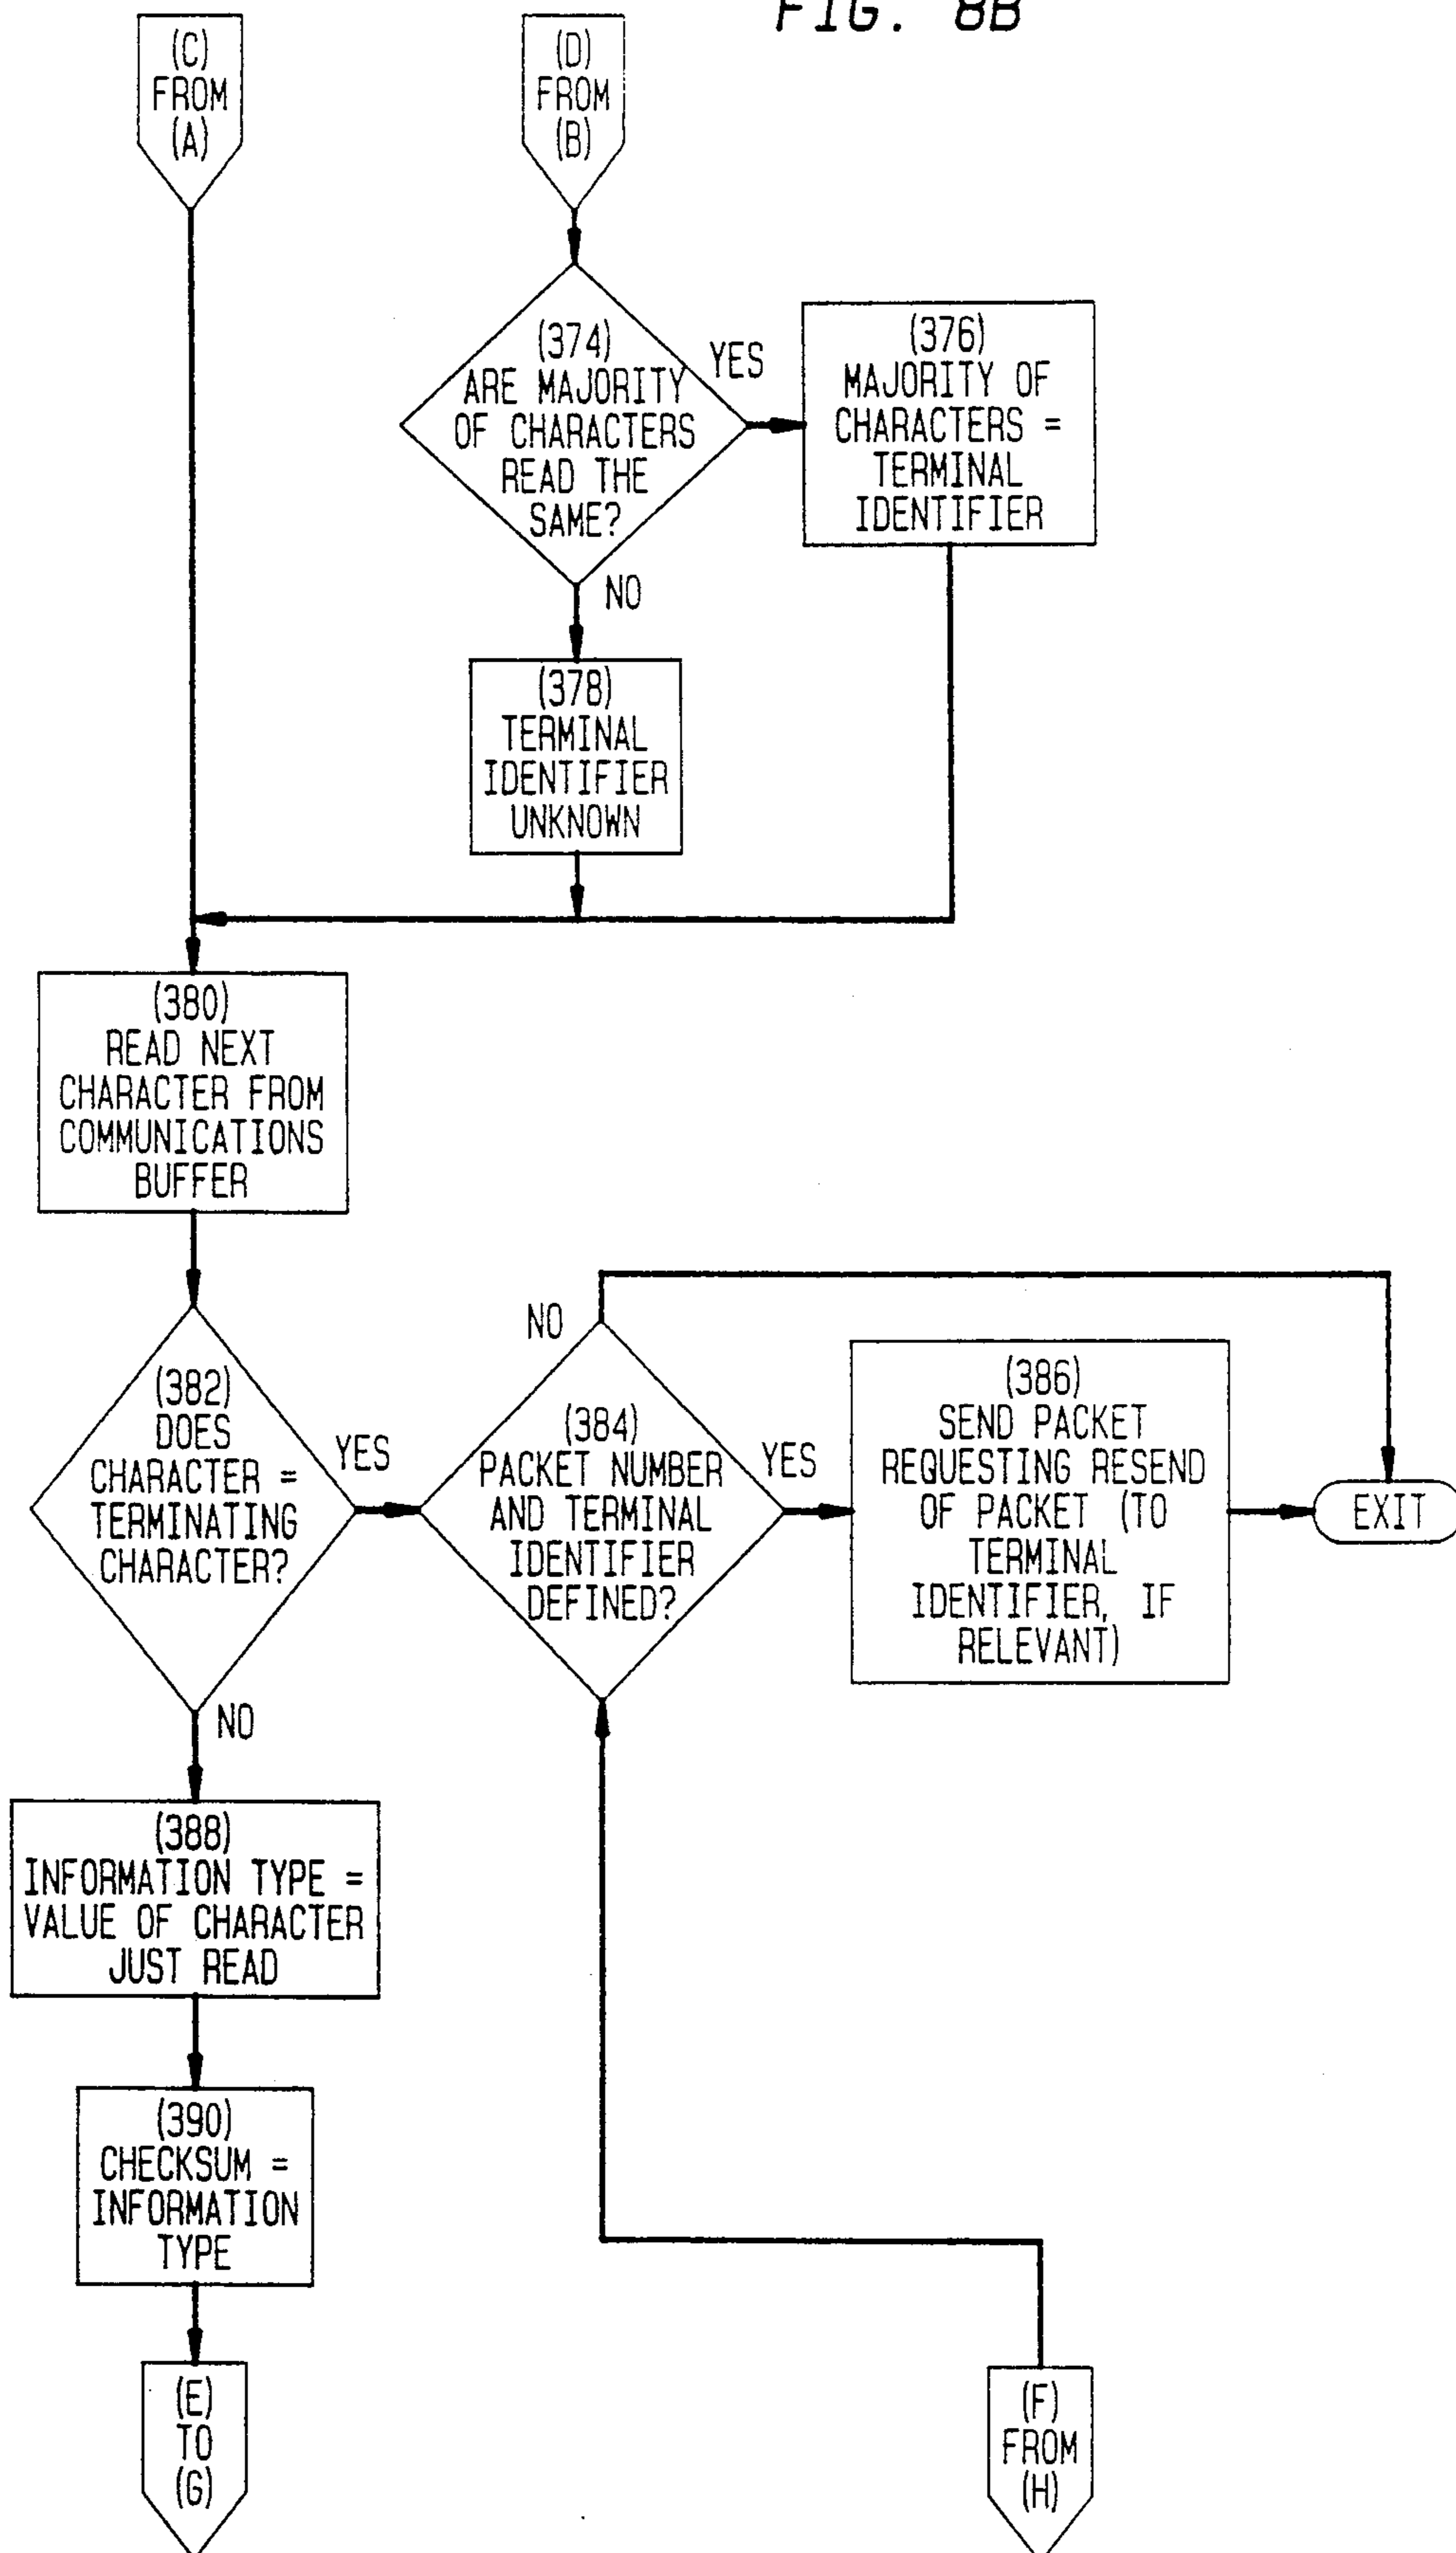 FIG. 8B
(C)
FROM
(A)
(D)
FROM
(B)
(374)
ARE MAJORITY
OF CHARACTERS
READ THE
SAME?
YES
(376)
MAJORITY OF
CHARACTERS =
TERMINAL
IDENTIFIER
NO
(378)
TERMINAL
IDENTIFIER
UNKNOWN
(380)
READ NEXT
CHARACTER FROM
COMMUNICATIONS
BUFFER
(382)
DOES
CHARACTER =
TERMINATING
CHARACTER?
YES
NO
(384)
PACKET NUMBER
AND TERMINAL
IDENTIFIER
DEFINED?
YES
(386)
SEND PACKET
REQUESTING RESEND
OF PACKET (TO
TERMINAL
IDENTIFIER, IF
RELEVANT)
EXIT
NO
(388)
INFORMATION TYPE =
VALUE OF CHARACTER
JUST READ
(390)
CHECKSUM =
INFORMATION
TYPE
(E)
TO
(G)
(F)
FROM
(H)